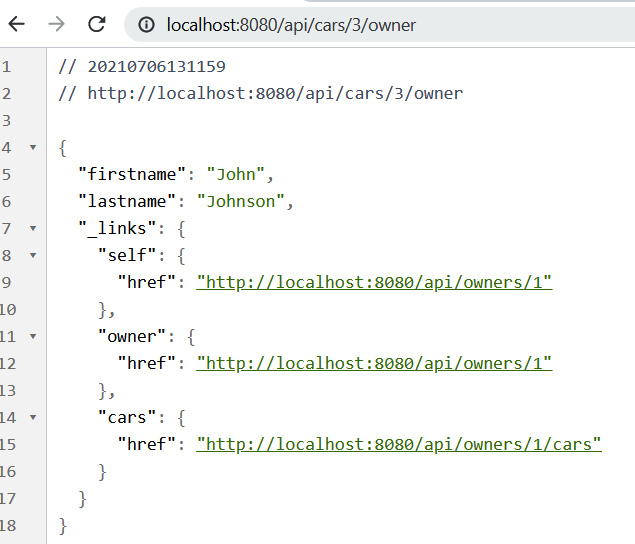 localhost:8080/api/cars/3/owner
1 // 20210706131159
2 // http://localhost:8080/api/cars/3/owner
3
4 {
5 "firstname": "John",
6 "lastname": "Johnson",
7 "_links": {
8 "self": {
9 "href": "http://localhost:8080/api/owners/1"
10 },
11 "owner": {
12 "href": "http://localhost:8080/api/owners/1"
13 },
14 "cars": {
15 "href": "http://localhost:8080/api/owners/1/cars"
16 }
17 }
18 }